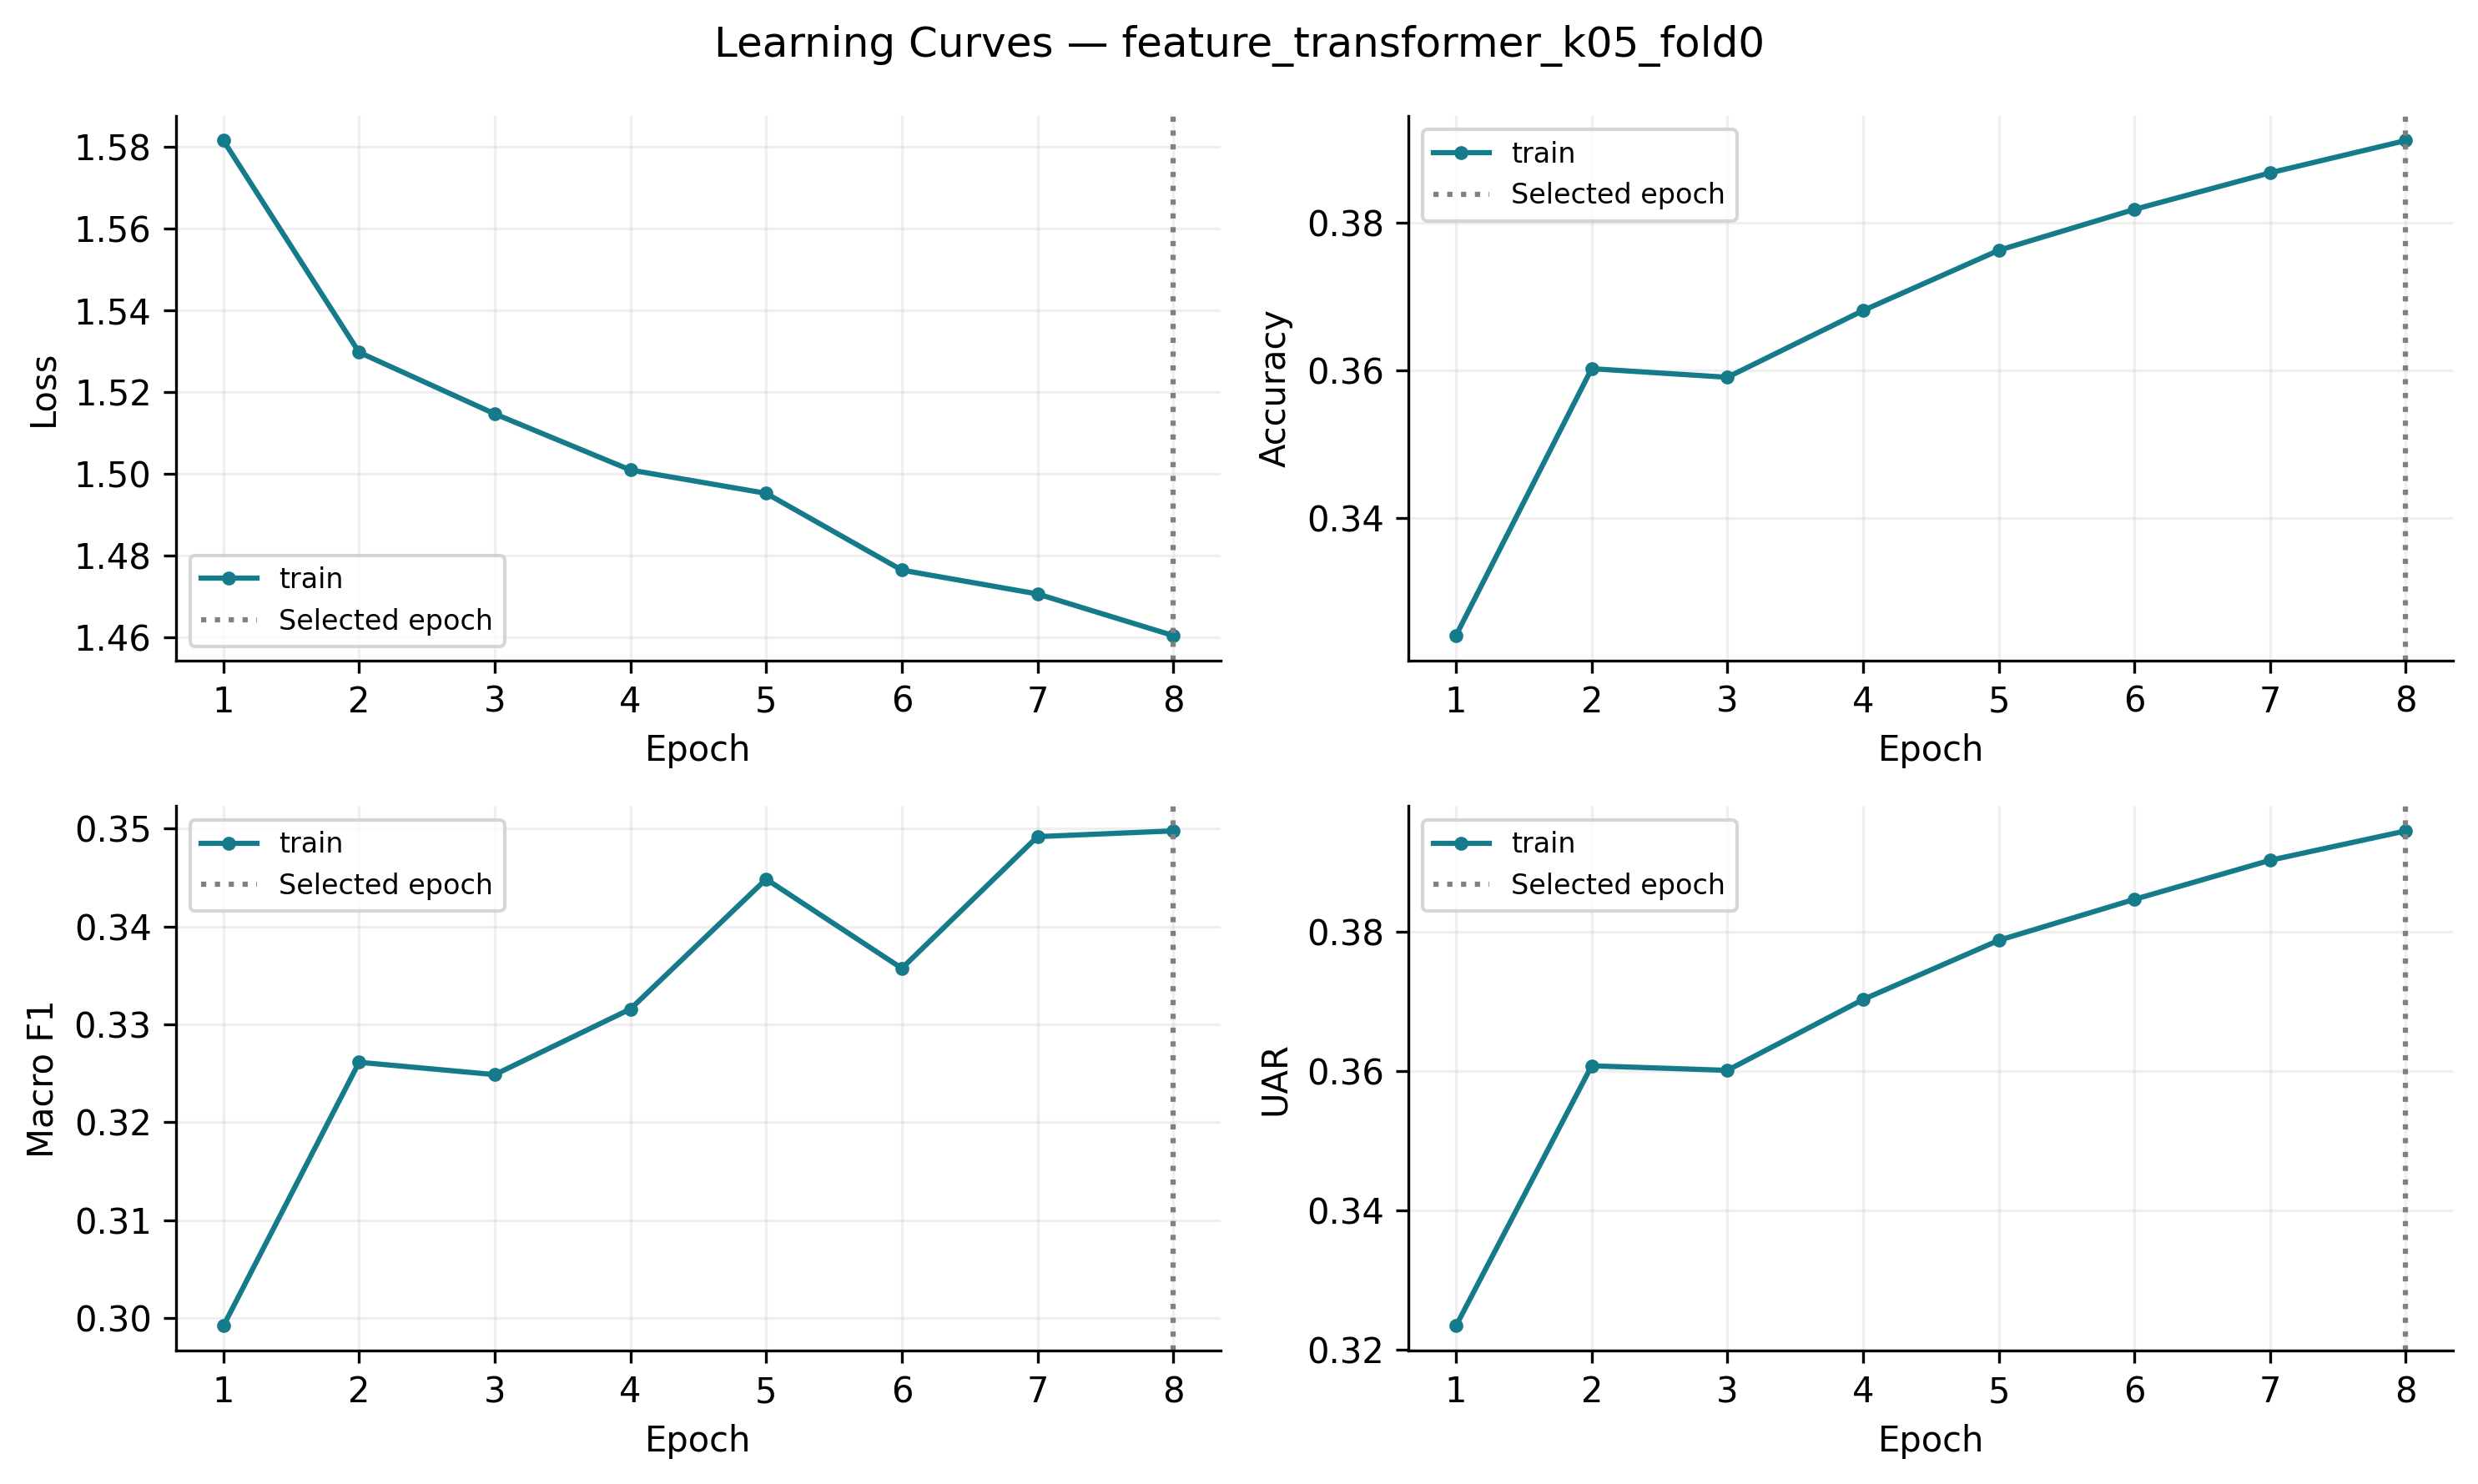 Learning Curves — feature_transformer_k05_fold0
Loss
1.58
1.56
1.54
1.52
1.50
1.48
1.46
train
Selected epoch
1 2 3 4 5 6 7 8
Epoch
Accuracy
0.38
0.36
0.34
train
Selected epoch
1 2 3 4 5 6 7 8
Epoch
Macro F1
0.35
0.34
0.33
0.32
0.31
0.30
train
Selected epoch
1 2 3 4 5 6 7 8
Epoch
UAR
0.38
0.36
0.34
0.32
train
Selected epoch
1 2 3 4 5 6 7 8
Epoch